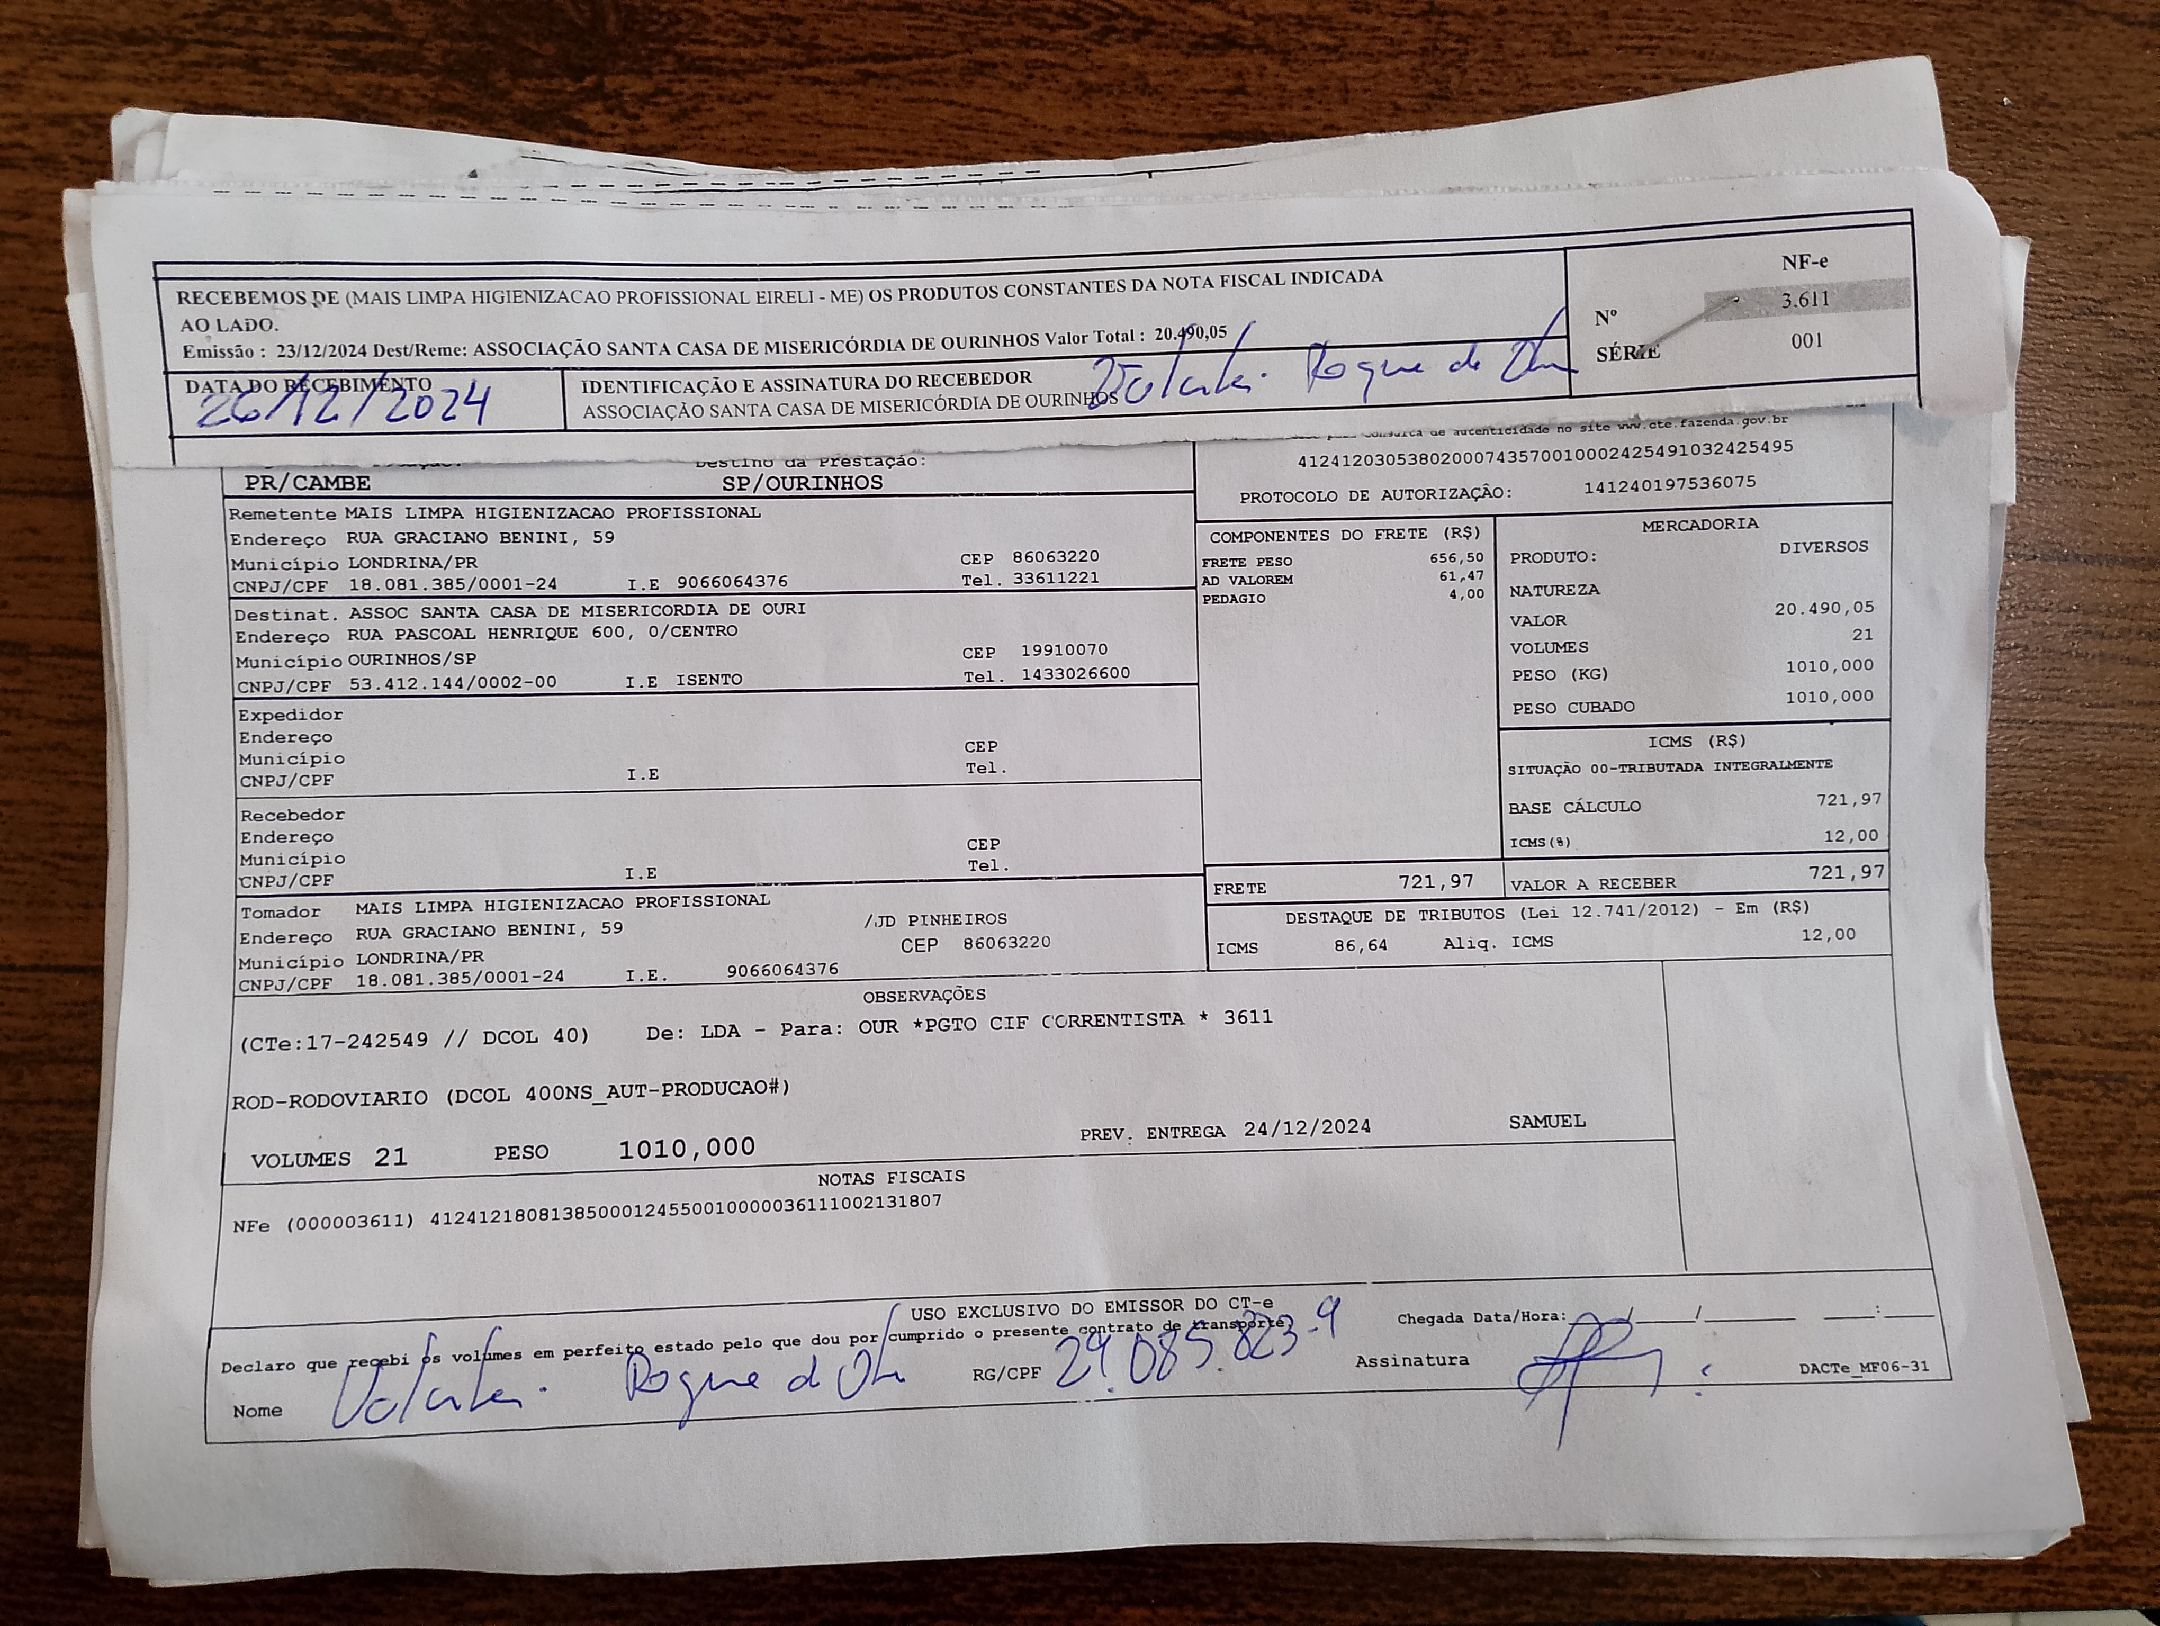 RECEBEMOS DE (MAIS LIMPA HIGIENIZACAO PROFISSIONAL EIRELI - ME) OS PRODUTOS CONSTANTES DA NOTA FISCAL INDICADA
AO LADO.
Emissão : 23/12/2024 Dest/Reme: ASSOCIAÇÃO SANTA CASA DE MISERICÓRDIA DE OURINHOS Valor Total : 20.490,05
NF-e
Nº 3.611
SÉRIE 001
DATA DO RECEBIMENTO
26/12/2024
IDENTIFICAÇÃO E ASSINATURA DO RECEBEDOR
ASSOCIAÇÃO SANTA CASA DE MISERICÓRDIA DE OURINHOS
Roque de
de autenticidade no site www.cte.fazenda.gov.br
41241203053802000743570010002425491032425495
PROTOCOLO DE AUTORIZAÇÃO: 141240197536075
Destino da Prestação:
PR/CAMBE SP/OURINHOS
Remetente MAIS LIMPA HIGIENIZACAO PROFISSIONAL
Endereço RUA GRACIANO BENINI, 59
Município LONDRINA/PR CEP 86063220
CNPJ/CPF 18.081.385/0001-24 I.E 9066064376 Tel. 33611221
Destinat. ASSOC SANTA CASA DE MISERICORDIA DE OURI
Endereço RUA PASCOAL HENRIQUE 600, 0/CENTRO
Município OURINHOS/SP CEP 19910070
CNPJ/CPF 53.412.144/0002-00 I.E ISENTO Tel. 1433026600
Expedidor
Endereço
Município CEP
CNPJ/CPF I.E Tel.
Recebedor
Endereço
Município CEP
CNPJ/CPF I.E Tel.
Tomador MAIS LIMPA HIGIENIZACAO PROFISSIONAL
Endereço RUA GRACIANO BENINI, 59 /JD PINHEIROS
Município LONDRINA/PR CEP 86063220
CNPJ/CPF 18.081.385/0001-24 I.E. 9066064376
COMPONENTES DO FRETE (R$)
FRETE PESO 656,50
AD VALOREM 61,47
PEDAGIO 4,00
MERCADORIA
PRODUTO: DIVERSOS
NATUREZA
VALOR 20.490,05
VOLUMES 21
PESO (KG) 1010,000
PESO CUBADO 1010,000
ICMS (R$)
SITUAÇÃO 00-TRIBUTADA INTEGRALMENTE
BASE CÁLCULO 721,97
ICMS(%) 12,00
FRETE 721,97 VALOR A RECEBER 721,97
DESTAQUE DE TRIBUTOS (Lei 12.741/2012) - Em (R$)
ICMS 86,64 Aliq. ICMS 12,00
OBSERVAÇÕES
(CTe:17-242549 // DCOL 40) De: LDA - Para: OUR *PGTO CIF CORRENTISTA * 3611
ROD-RODOVIARIO (DCOL 400NS_AUT-PRODUCAO#)
VOLUMES 21 PESO 1010,000 PREV. ENTREGA 24/12/2024 SAMUEL
NOTAS FISCAIS
NFe (000003611) 41241218081385000124550010000036111002131807
USO EXCLUSIVO DO EMISSOR DO CT-e
Declaro que recebi os volumes em perfeito estado pelo que dou por cumprido o presente contrato de transporte
Chegada Data/Hora: / / :
Nome Roque d RG/CPF 29.085.823-9 Assinatura
DACTe_MF06-31